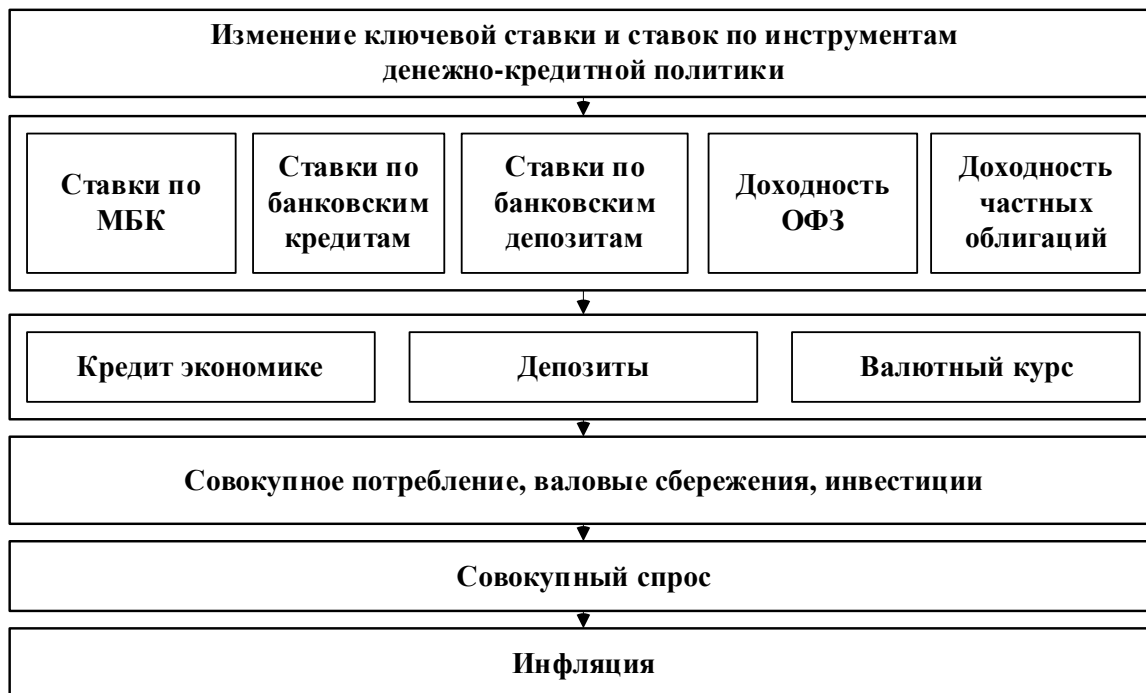 Изменение ключевой ставки и ставок по инструментам
денежно-кредитной политики
Ставки по
МБК
Ставки по
банковским
кредитам
Ставки по
банковским
депозитам
Доходность
ОФЗ
Доходность
частных
облигаций
Кредит экономике
Депозиты
Валютный курс
Совокупное потребление, валовые сбережения, инвестиции
Совокупный спрос
Инфляция